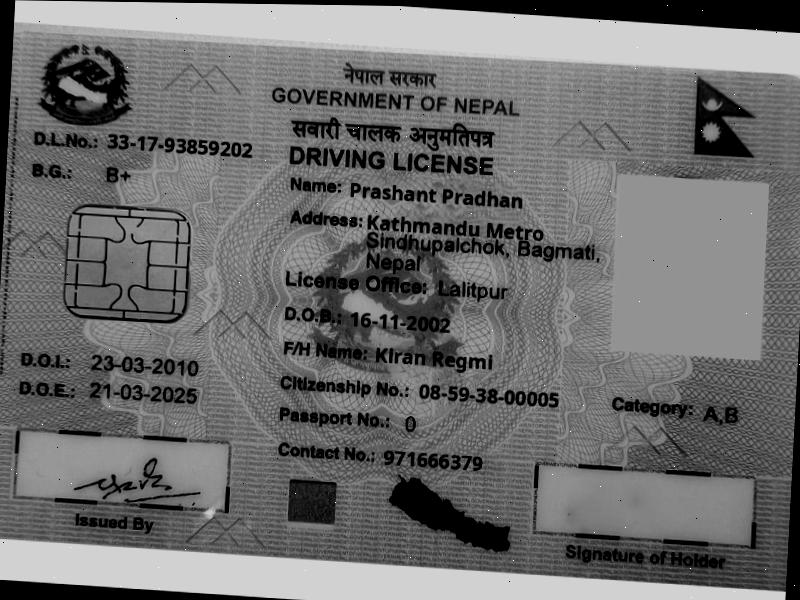 नेपाल सरकार
GOVERNMENT OF NEPAL
सवारी चालक अनुमतिपत्र
DRIVING LICENSE
D.L.No.: 33-17-93859202
B.G.: B+
Name: Prashant Pradhan
Address: Kathmandu Metro
Sindhupalchok, Bagmati,
Nepal
License Office: Lalitpur
D.O.B.: 16-11-2002
F/H Name: Kiran Regmi
D.O.I.: 23-03-2010
D.O.E.: 21-03-2025
Citizenship No.: 08-59-38-00005
Category: A,B
Passport No.: 0
Contact No.: 971666379
Issued By
Signature of Holder